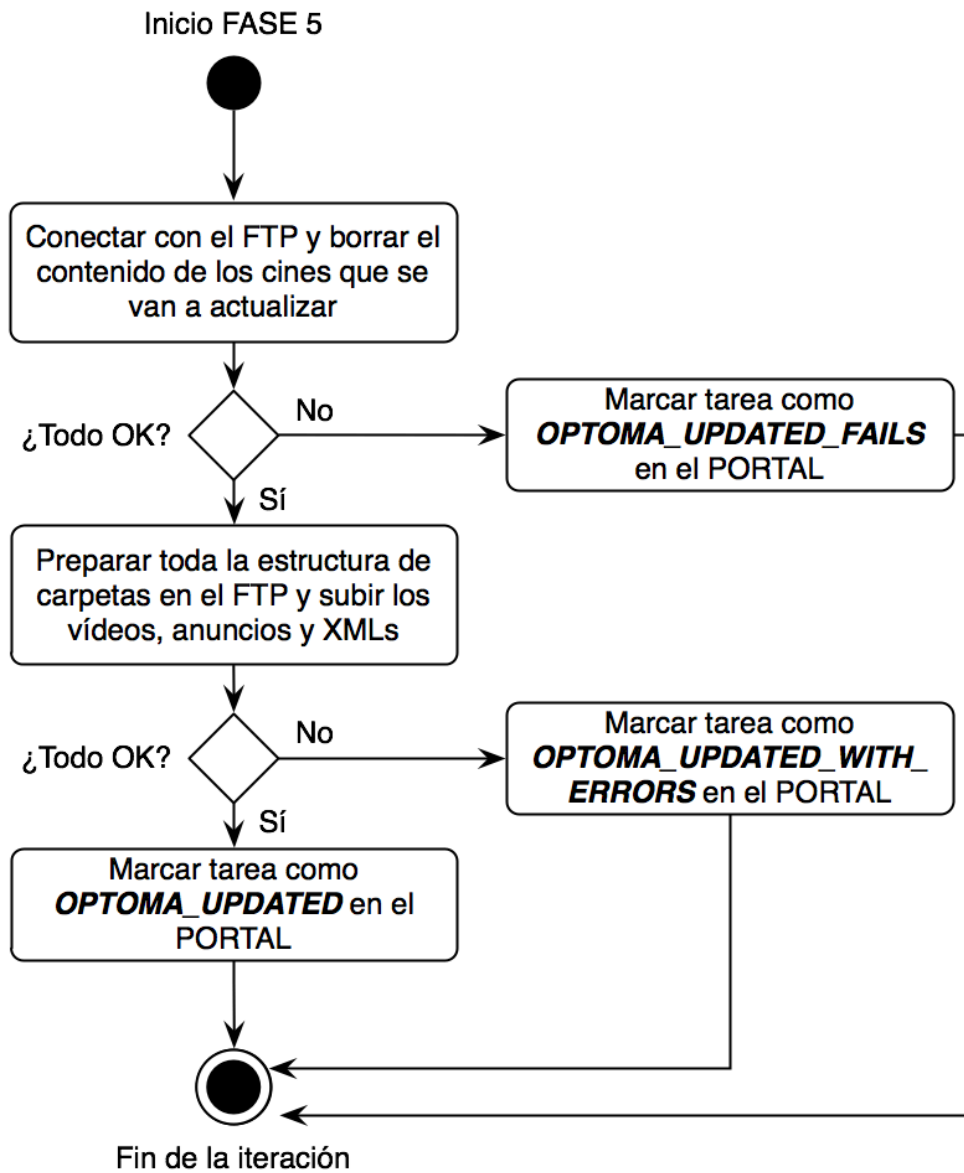 Inicio FASE 5
Conectar con el FTP y borrar el
contenido de los cines que se
van a actualizar
¿Todo OK?
No
Marcar tarea como
OPTOMA_UPDATED_FAILS
en el PORTAL
Sí
Preparar toda la estructura de
carpetas en el FTP y subir los
vídeos, anuncios y XMLs
¿Todo OK?
No
Marcar tarea como
OPTOMA_UPDATED_WITH_
ERRORS en el PORTAL
Sí
Marcar tarea como
OPTOMA_UPDATED en el
PORTAL
Fin de la iteración